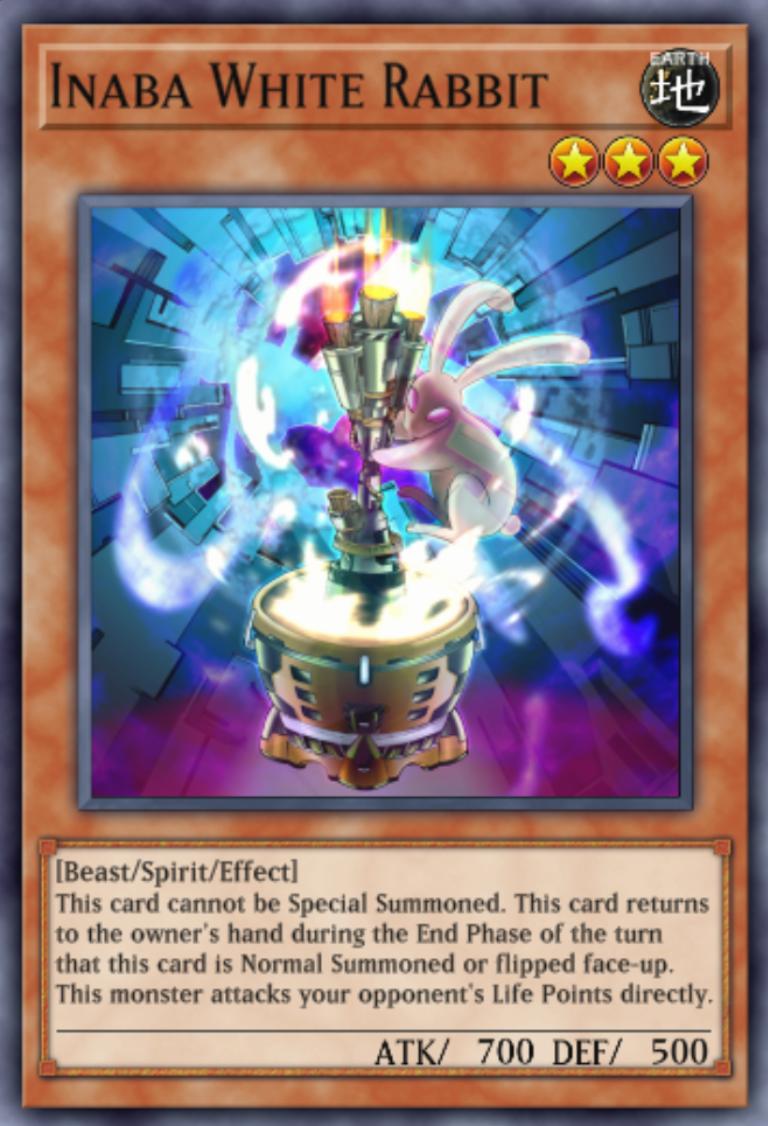 INABA WHITE RABBIT
EARTH
地
[Beast/Spirit/Effect]
This card cannot be Special Summoned. This card returns
to the owner's hand during the End Phase of the turn
that this card is Normal Summoned or flipped face-up.
This monster attacks your opponent's Life Points directly.
ATK/ 700 DEF/ 500